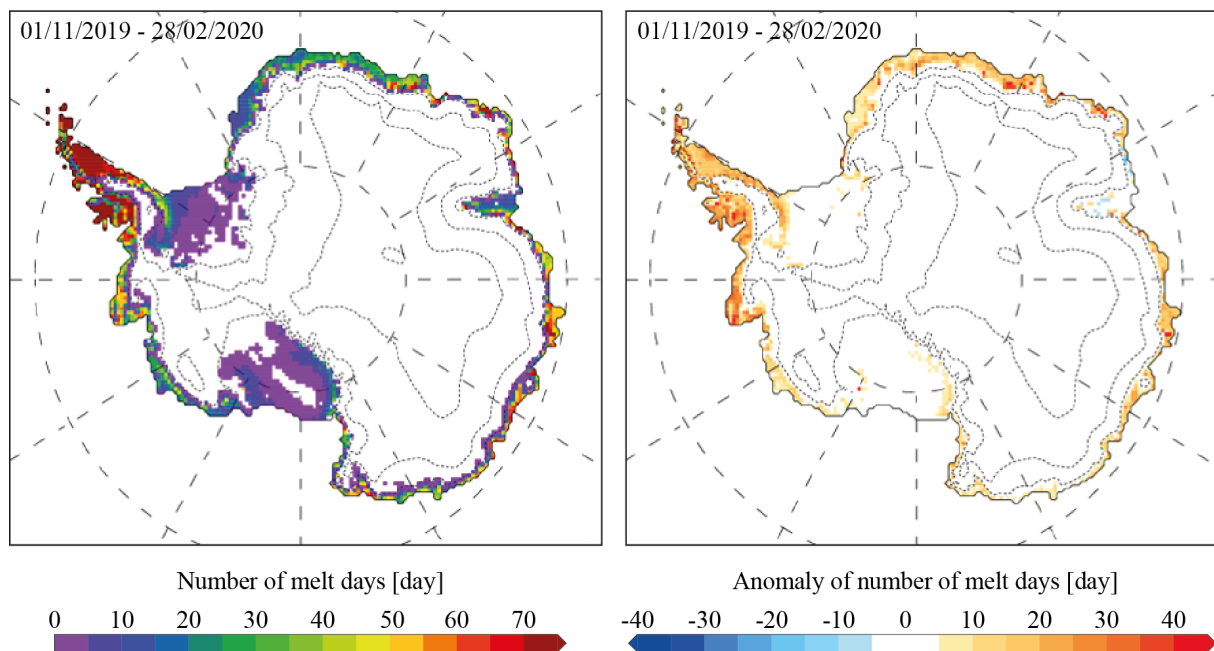 01/11/2019 - 28/02/2020
01/11/2019 - 28/02/2020
Number of melt days [day]
0 10 20 30 40 50 60 70
Anomaly of number of melt days [day]
-40 -30 -20 -10 0 10 20 30 40